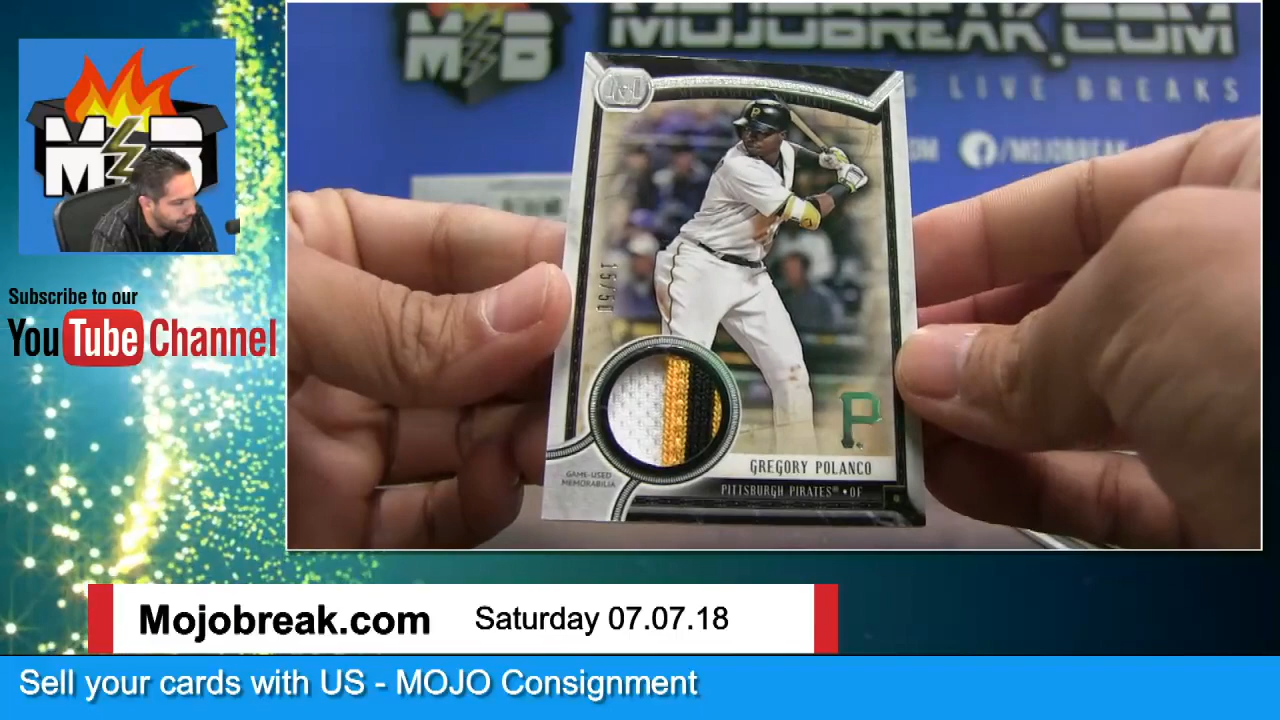 MOJOBREAK.COM
LIVE BREAKS
M B
M B
/MOJOBREAK
15/50
GREGORY POLANCO
PITTSBURGH PIRATES® • OF
GAME-USED
MEMORABILIA
P
P
Subscribe to our
YouTube Channel
Mojobreak.com
Saturday 07.07.18
Sell your cards with US - MOJO Consignment